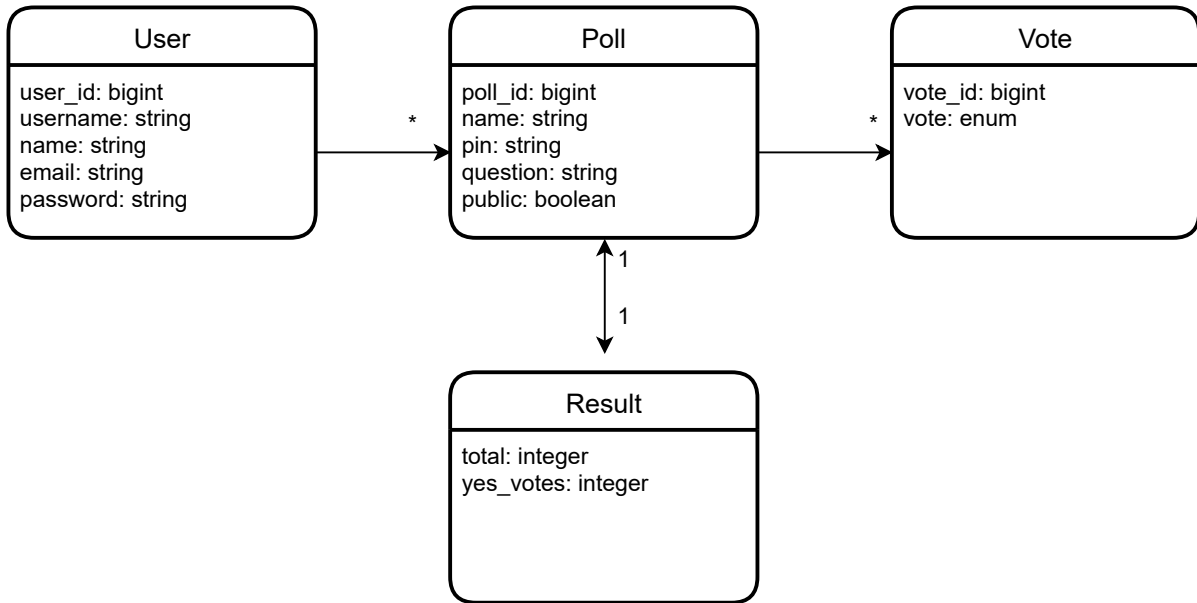 User
user_id: bigint
username: string
name: string
email: string
password: string
*
Poll
poll_id: bigint
name: string
pin: string
question: string
public: boolean
*
Vote
vote_id: bigint
vote: enum
1
1
Result
total: integer
yes_votes: integer